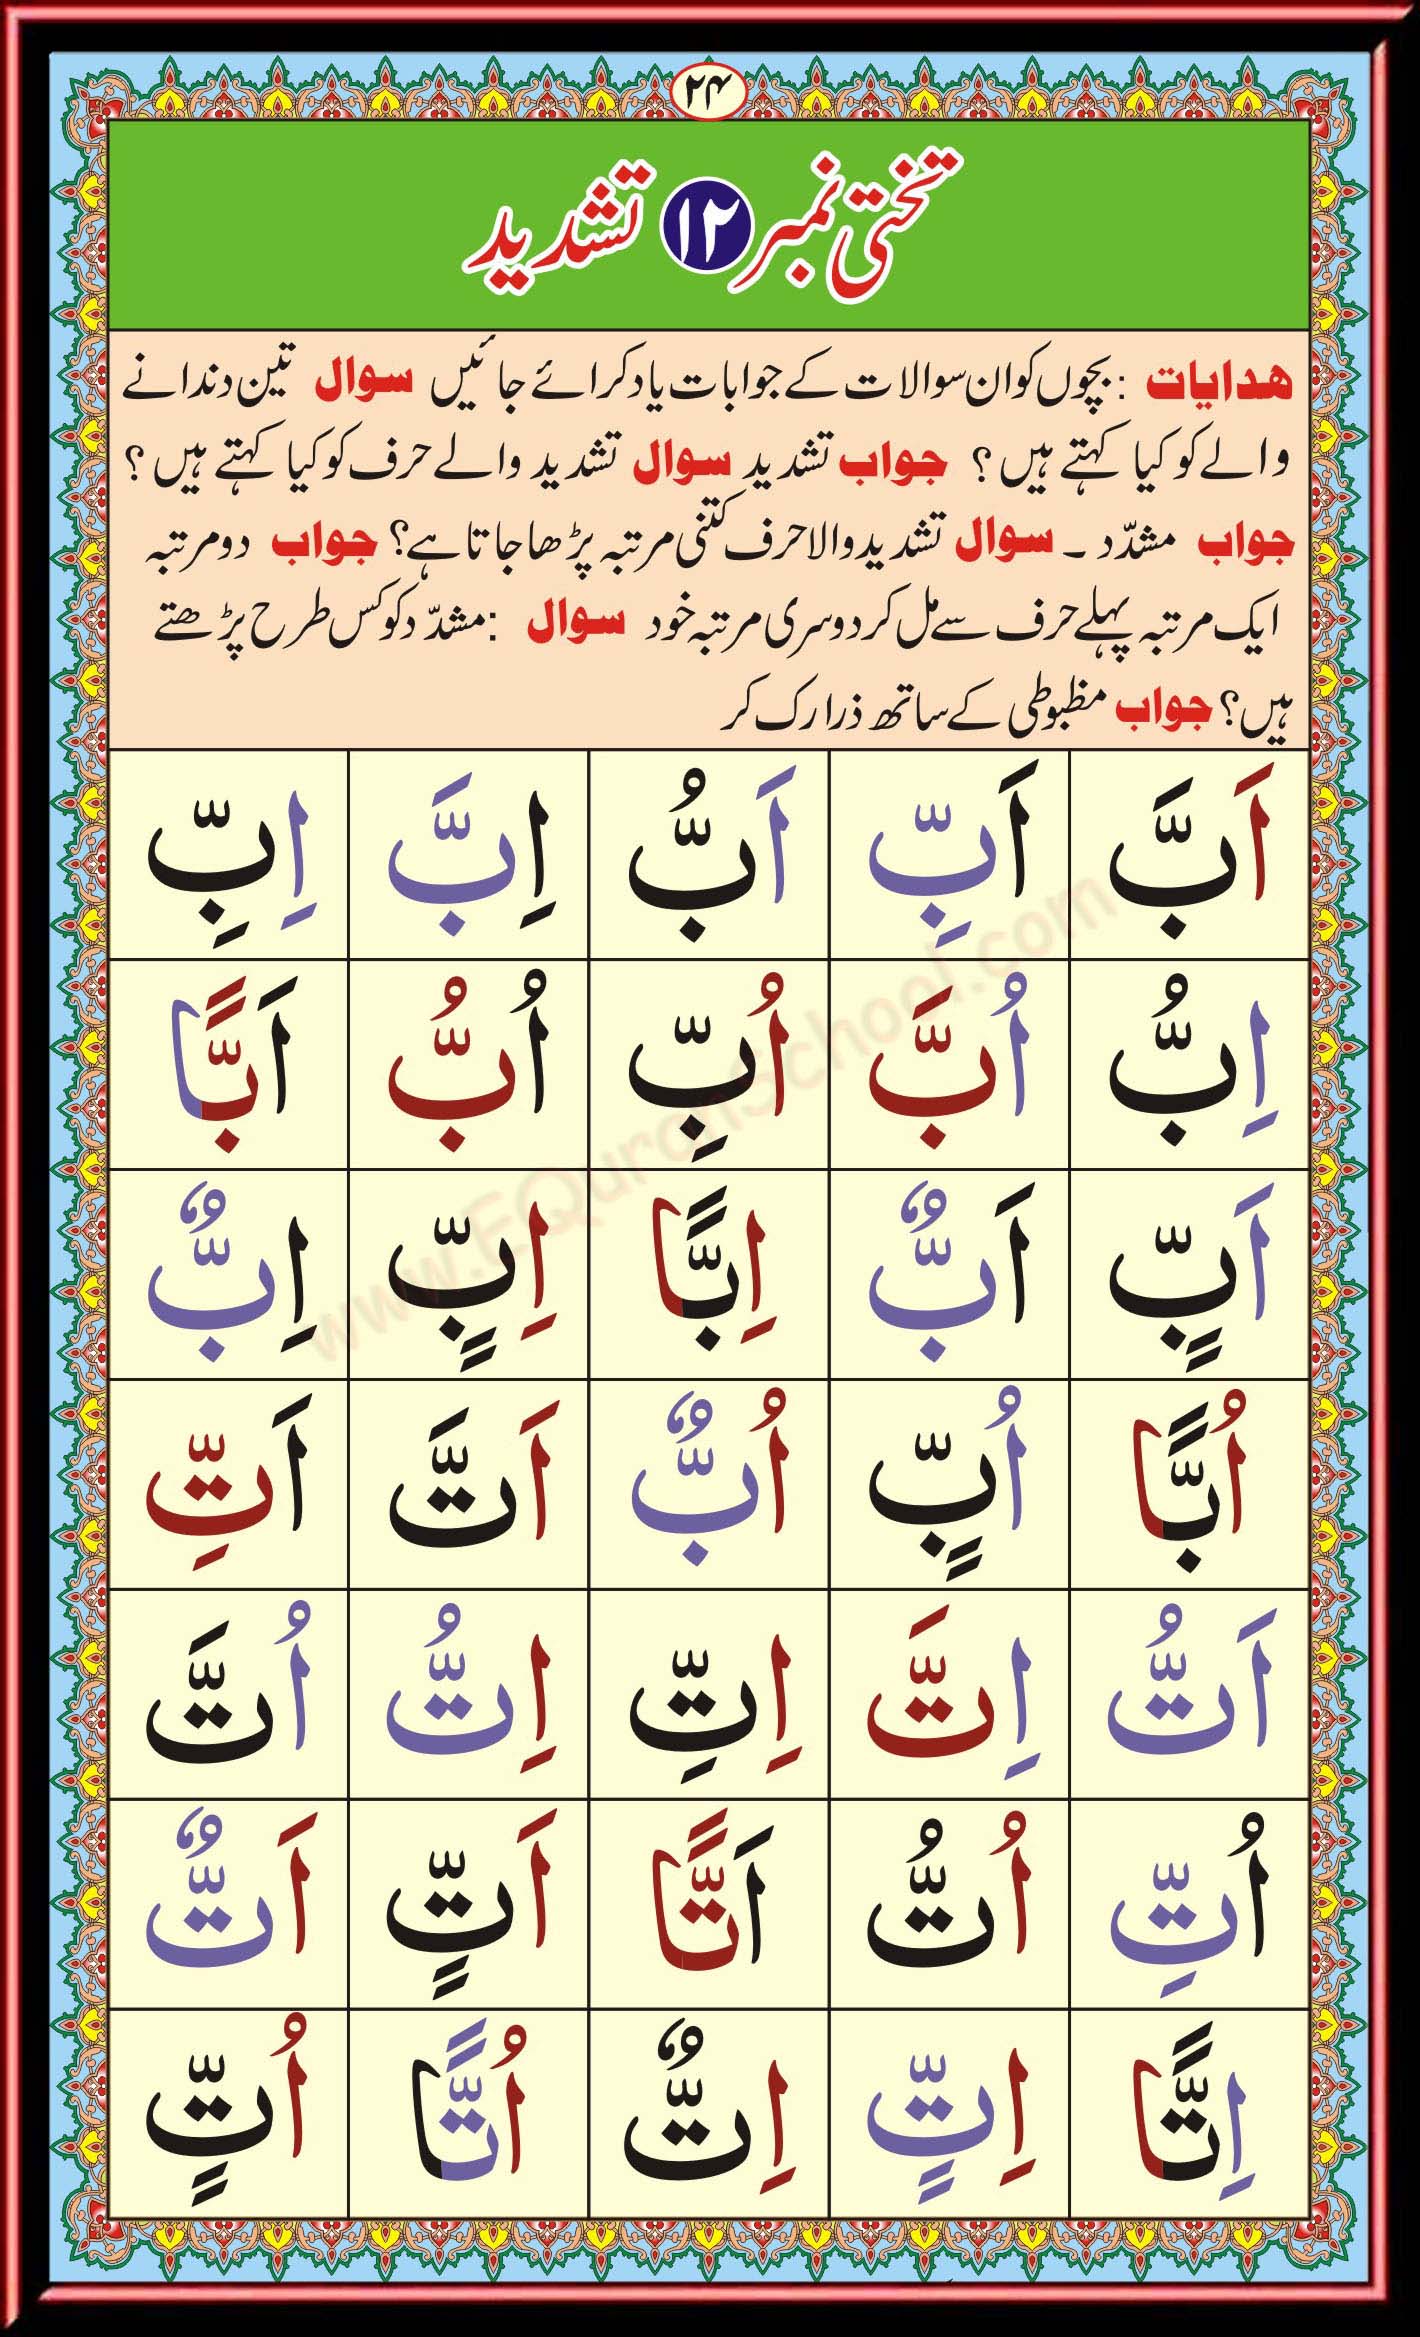 ۲۴
تختی نمبر ۱۲ تشدید
ھدایات : بچوں کو ان سوالات کے جوابات یاد کرائے جائیں سوال تین دندانے
والے کو کیا کہتے ہیں ؟ جواب تشدید سوال تشدید والے حرف کو کیا کہتے ہیں ؟
جواب مشدّد ۔ سوال تشدید والا حرف کتنی مرتبہ پڑھا جاتا ہے؟ جواب دو مرتبہ
ایک مرتبہ پہلے حرف سے مل کر دوسری مرتبہ خود سوال : مشدّد کو کس طرح پڑھتے
ہیں؟ جواب مظبوطی کے ساتھ ذرا رک کر
اَبَّ اَبِّ اَبُّ اِبَّ اِبِّ
اِبُّ اُبَّ اُبِّ اُبُّ اَبًّا
اَبٍّ اَبٌّ اِبًّا اِبٍّ اِبٌّ
اُبًّا اُبٍّ اُبٌّ اَتَّ اَتِّ
اَتُّ اِتَّ اِتِّ اِتُّ اُتَّ
اُتِّ اُتُّ اَتًّا اَتٍّ اَتٌّ
اِتًّا اِتٍّ اِتٌّ اُتًّا اُتٍّ
www.EQuranSchool.com